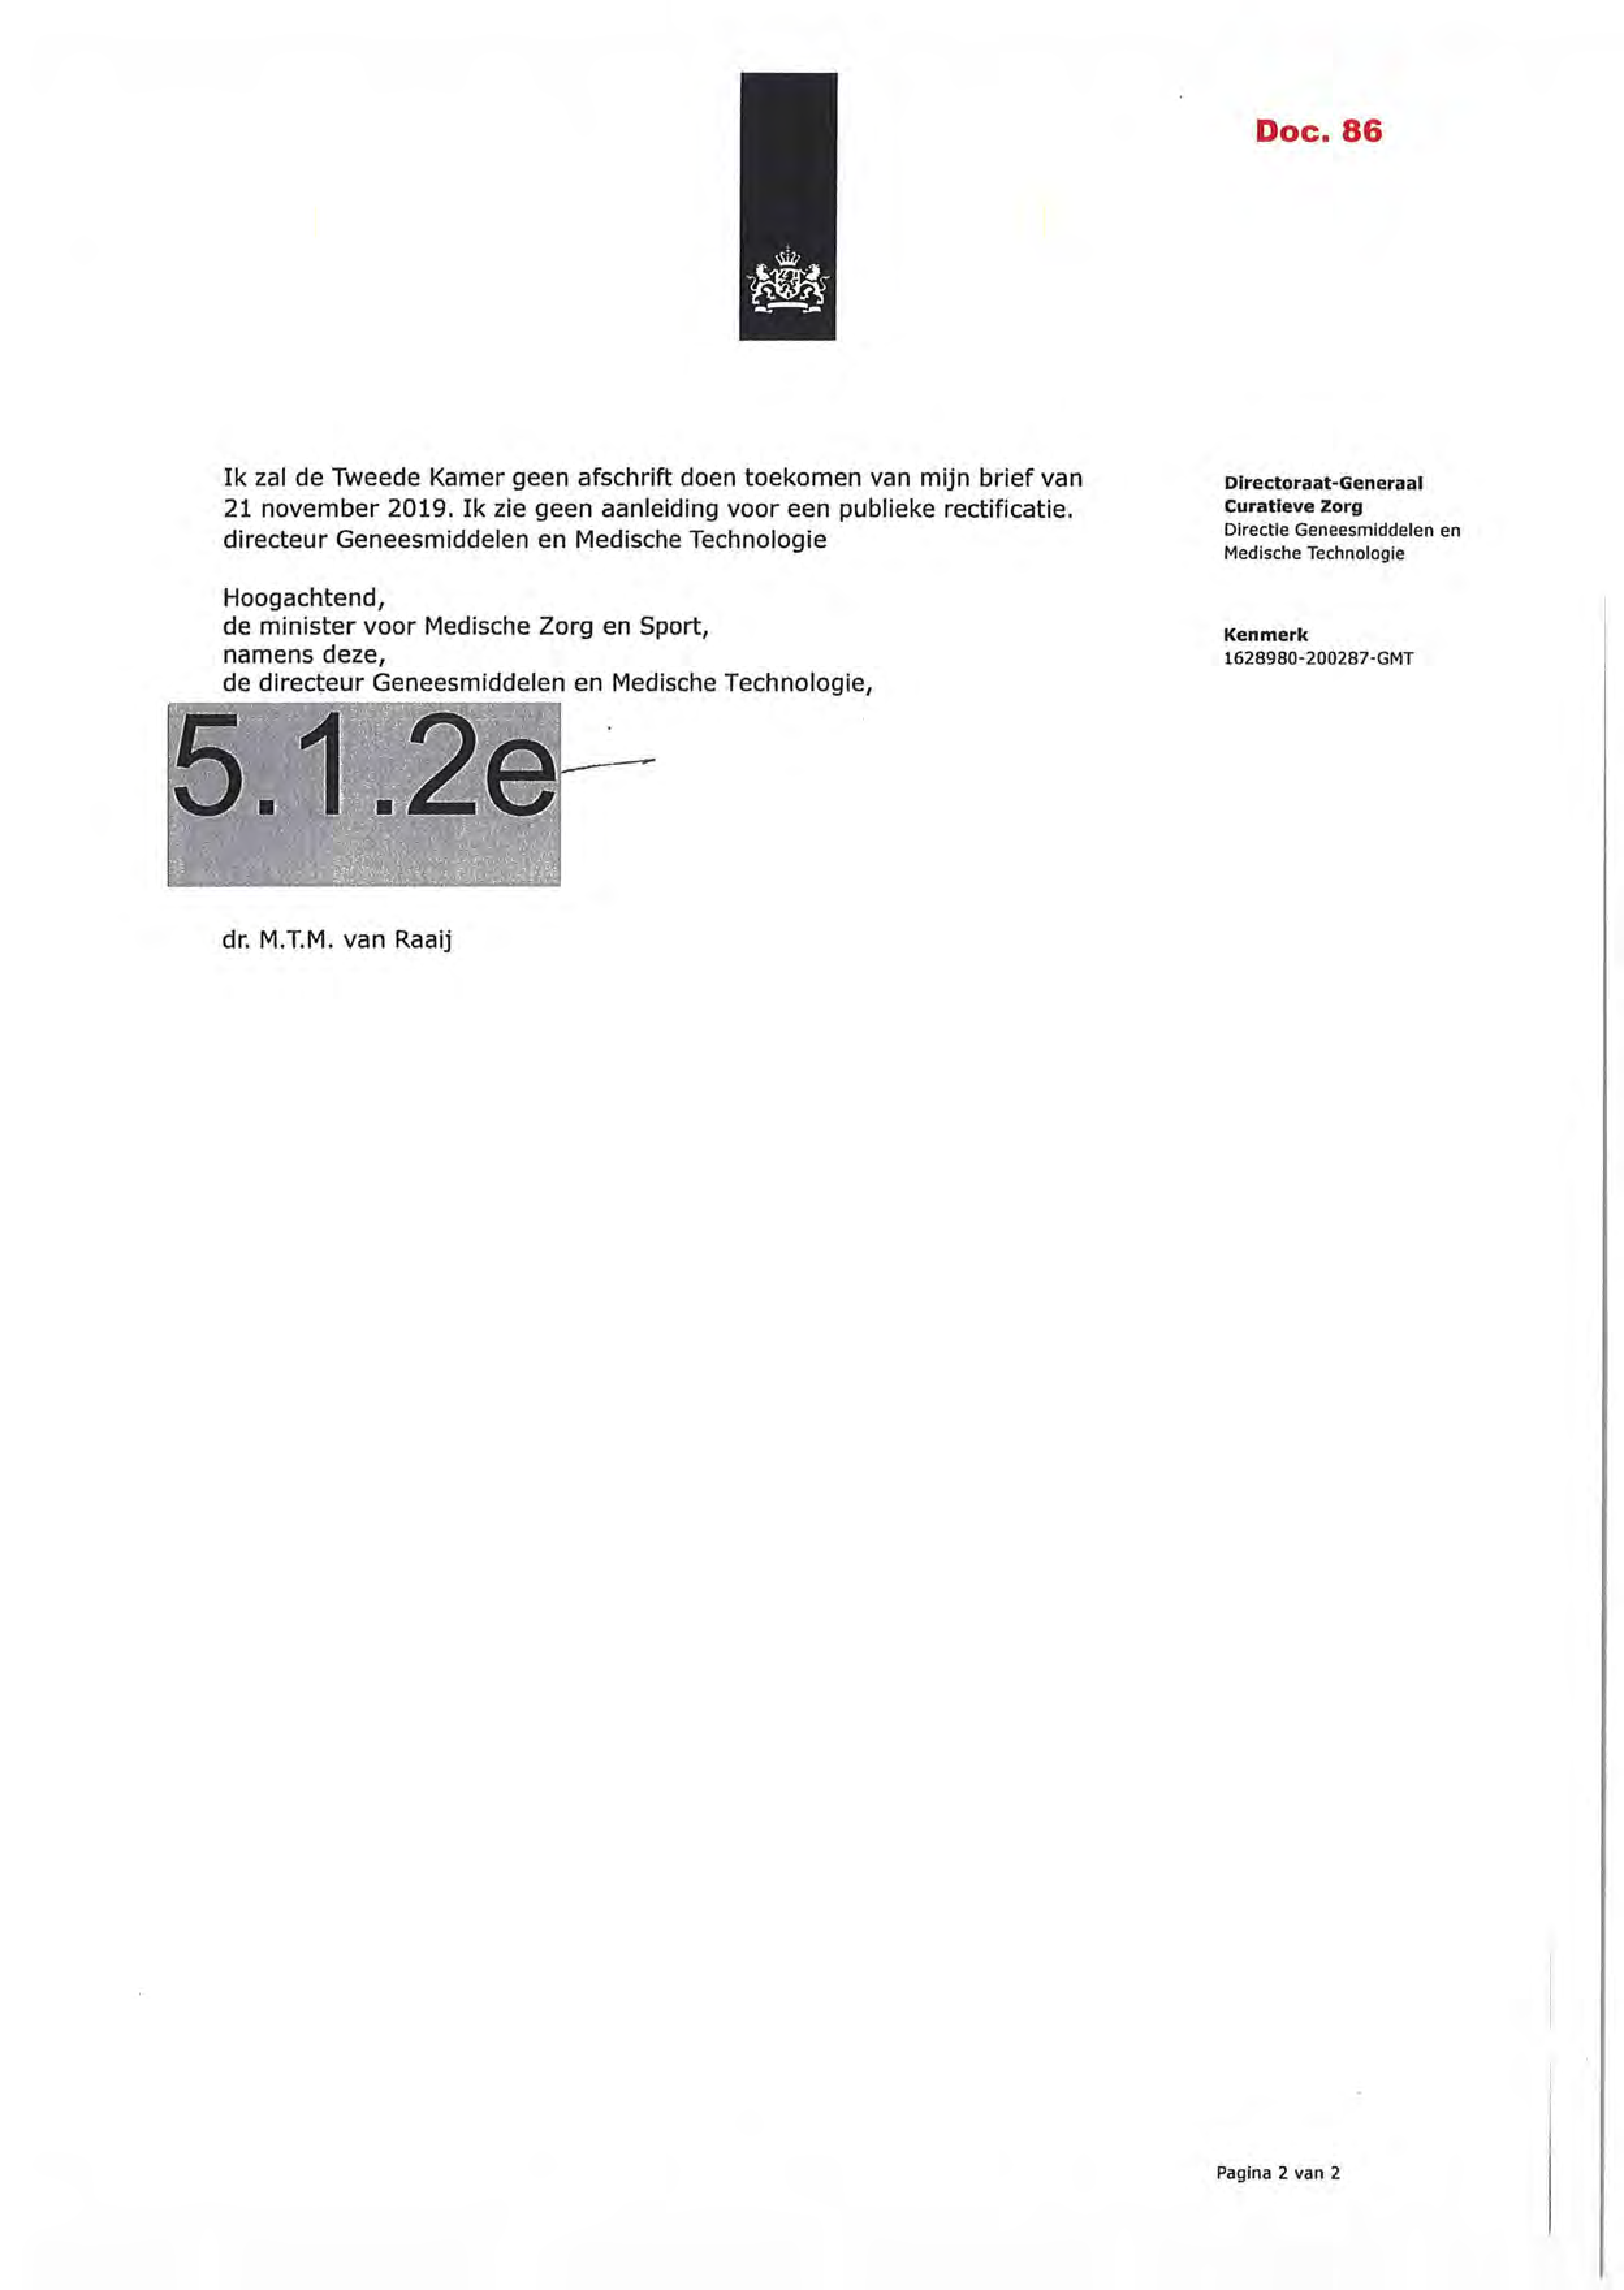 Doc. 86
Ik zal de Tweede Kamer geen afschrift doen toekomen van mijn brief van
21 november 2019. Ik zie geen aanleiding voor een publieke rectificatie.
directeur Geneesmiddelen en Medische Technologie
Hoogachtend,
de minister voor Medische Zorg en Sport,
namens deze,
de directeur Geneesmiddelen en Medische Technologie,
5.1.2e
dr. M.T.M. van Raaij
Directoraat-Generaal
Curatieve Zorg
Directie Geneesmiddelen en
Medische Technologie
Kenmerk
1628980-200287-GMT
Pagina 2 van 2